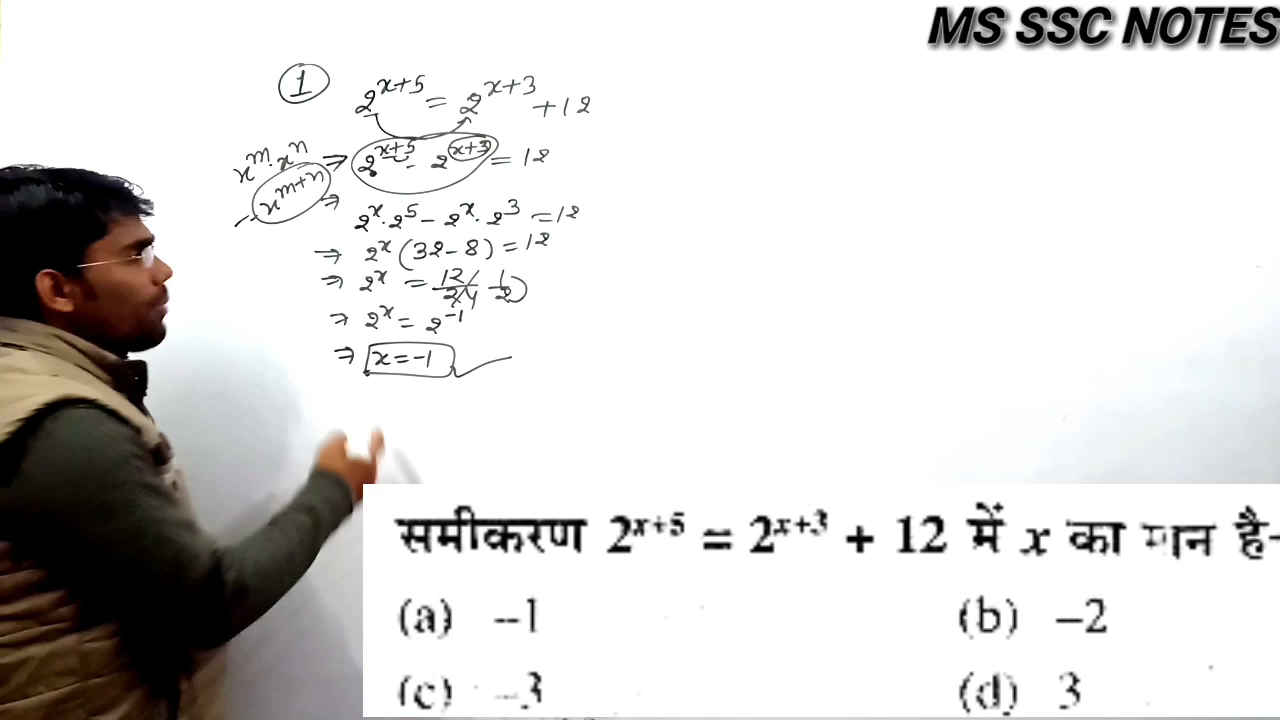 MS SSC NOTES
① 2^{x+5} = 2^{x+3} + 12
x^m · x^n ⇒ 2^{x+5} - 2^{x+3} = 12
x^{m+n} ⇒
2^x · 2^5 - 2^x · 2^3 = 12
⇒ 2^x (32 - 8) = 12
⇒ 2^x = 12/24 1/2
⇒ 2^x = 2^{-1}
⇒ x = -1
समीकरण 2^{x+5} = 2^{x+3} + 12 में x का मान है-
(a) –1 (b) –2
(c) –3 (d) 3